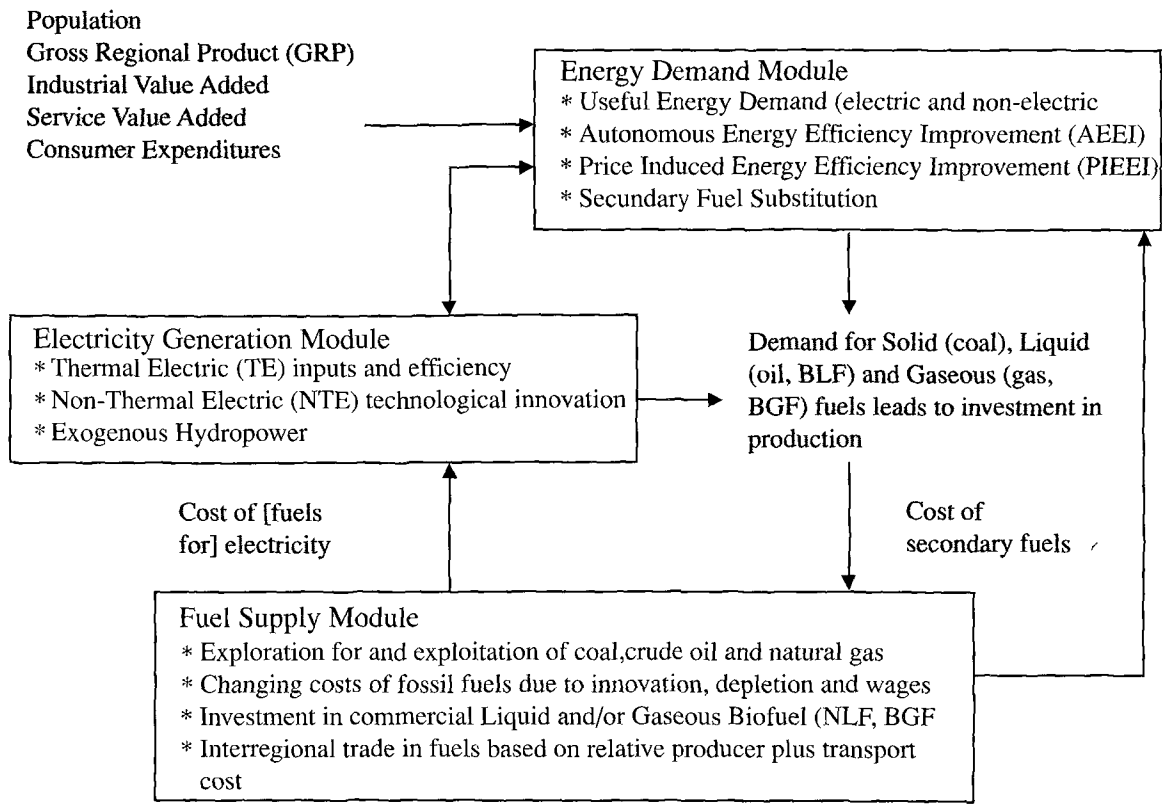 Population
Gross Regional Product (GRP)
Industrial Value Added
Service Value Added
Consumer Expenditures
Energy Demand Module
* Useful Energy Demand (electric and non-electric
* Autonomous Energy Efficiency Improvement (AEEI)
* Price Induced Energy Efficiency Improvement (PIEEI)
* Secundary Fuel Substitution
Electricity Generation Module
* Thermal Electric (TE) inputs and efficiency
* Non-Thermal Electric (NTE) technological innovation
* Exogenous Hydropower
Demand for Solid (coal), Liquid
(oil, BLF) and Gaseous (gas,
BGF) fuels leads to investment in
production
Cost of [fuels
for] electricity
Cost of
secondary fuels
Fuel Supply Module
* Exploration for and exploitation of coal,crude oil and natural gas
* Changing costs of fossil fuels due to innovation, depletion and wages
* Investment in commercial Liquid and/or Gaseous Biofuel (NLF, BGF
* Interregional trade in fuels based on relative producer plus transport
cost